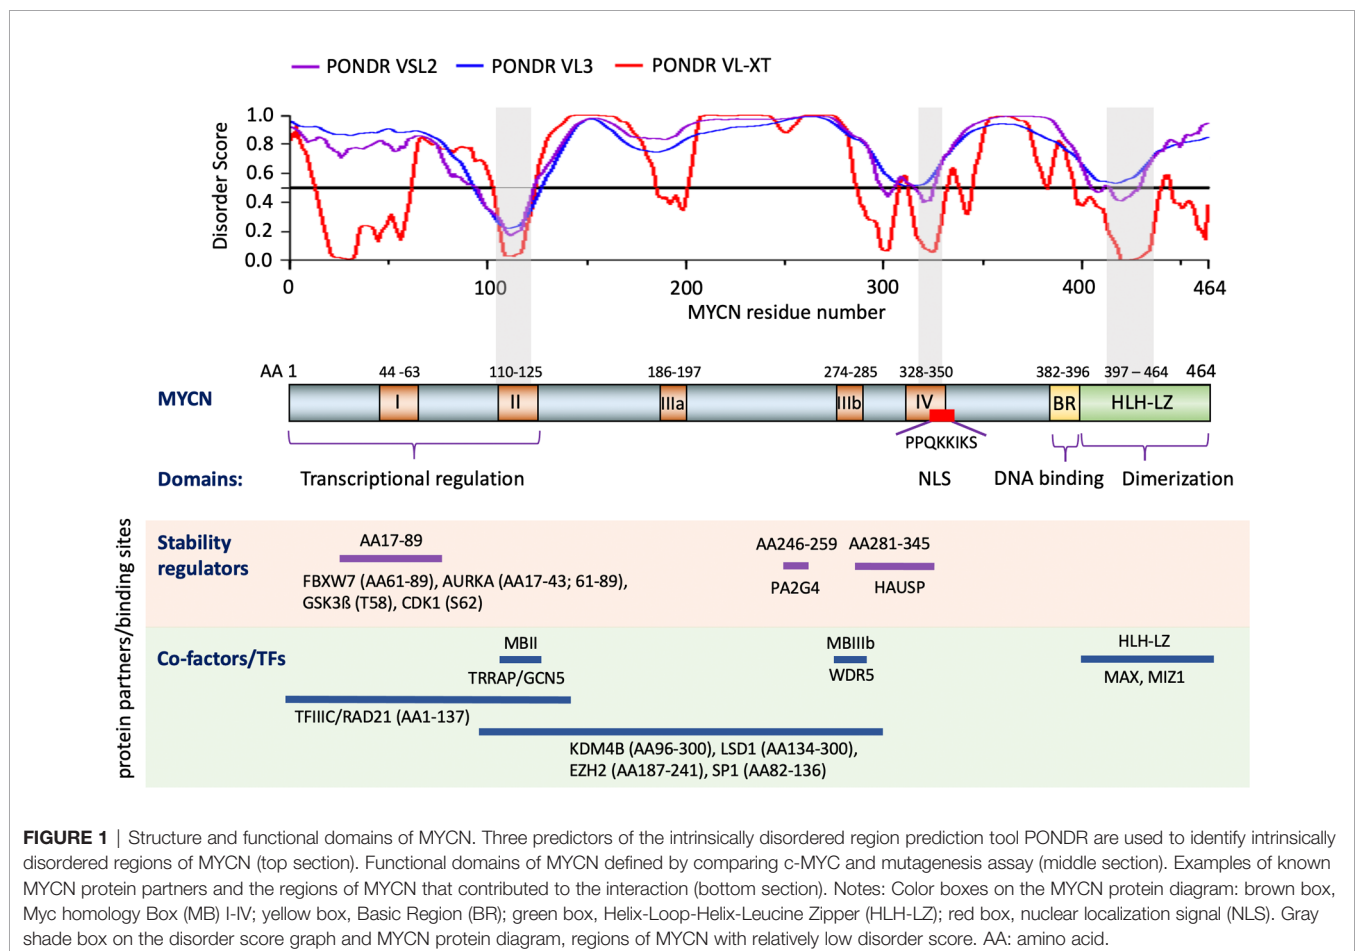 PONDR VSL2 PONDR VL3 PONDR VL-XT
Disorder Score
1.0
0.8
0.6
0.4
0.2
0.0
0 100 200 300 400 464
MYCN residue number
AA 1 44 -63 110-125 186-197 274-285 328-350 382-396 397 – 464 464
MYCN I II IIIa IIIb IV BR HLH-LZ
PPQKKIKS
Domains: Transcriptional regulation NLS DNA binding Dimerization
protein partners/binding sites
Stability
regulators
AA17-89 AA246-259 AA281-345
FBXW7 (AA61-89), AURKA (AA17-43; 61-89),
GSK3ß (T58), CDK1 (S62)
PA2G4 HAUSP
Co-factors/TFs
MBII MBIIIb HLH-LZ
TRRAP/GCN5 WDR5 MAX, MIZ1
TFIIIC/RAD21 (AA1-137)
KDM4B (AA96-300), LSD1 (AA134-300),
EZH2 (AA187-241), SP1 (AA82-136)
FIGURE 1 | Structure and functional domains of MYCN. Three predictors of the intrinsically disordered region prediction tool PONDR are used to identify intrinsically
disordered regions of MYCN (top section). Functional domains of MYCN defined by comparing c-MYC and mutagenesis assay (middle section). Examples of known
MYCN protein partners and the regions of MYCN that contributed to the interaction (bottom section). Notes: Color boxes on the MYCN protein diagram: brown box,
Myc homology Box (MB) I-IV; yellow box, Basic Region (BR); green box, Helix-Loop-Helix-Leucine Zipper (HLH-LZ); red box, nuclear localization signal (NLS). Gray
shade box on the disorder score graph and MYCN protein diagram, regions of MYCN with relatively low disorder score. AA: amino acid.